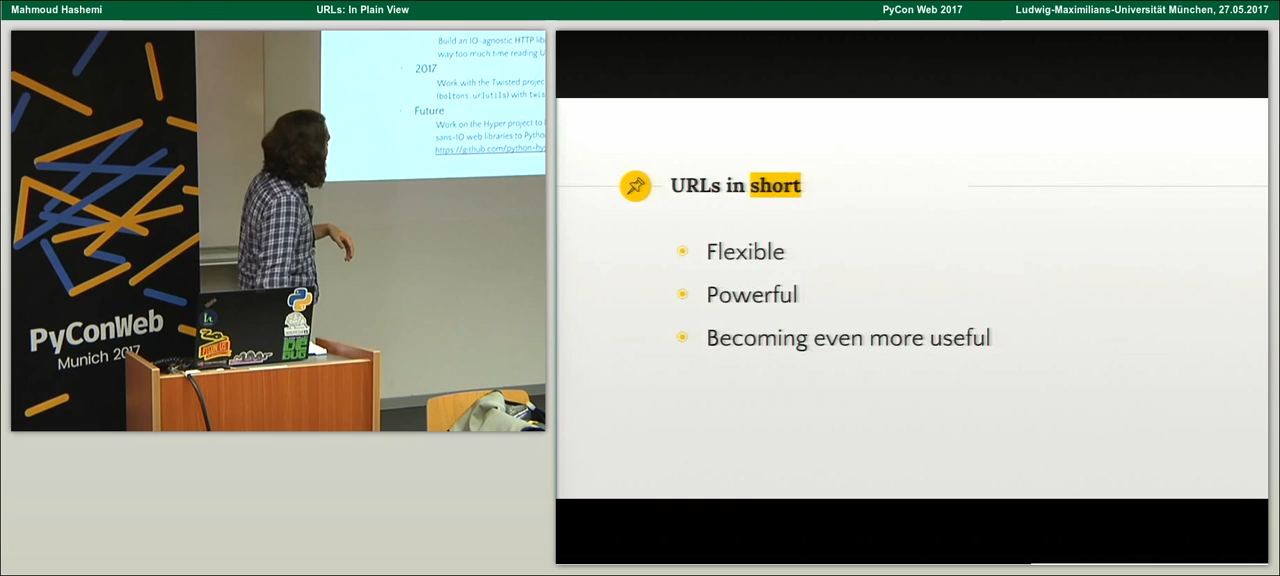 Mahmoud Hashemi
URLs: In Plain View
PyCon Web 2017
Ludwig-Maximilians-Universität München, 27.05.2017
Build an IO-agnostic HTTP lib
way too much time reading U
2017
Work with the Twisted projec
(boltons.urlutils) with twis
Future
Work on the Hyper project to
sans-IO web libraries to Pytho
https://github.com/python-hy
PyConWeb
Munich 2017
URLs in short
Flexible
Powerful
Becoming even more useful